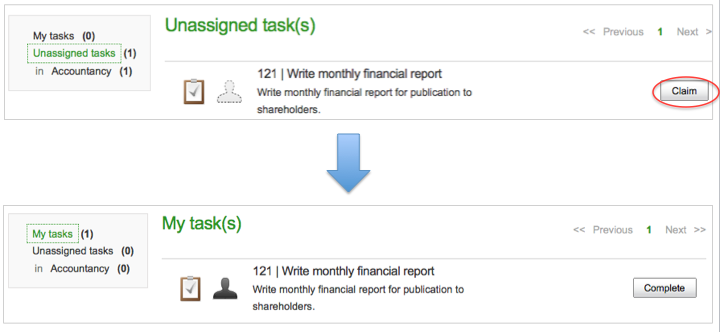 My tasks (0)
Unassigned tasks (1)
in Accountancy (1)
Unassigned task(s)
<< Previous 1 Next >
121 | Write monthly financial report
Write monthly financial report for publication to
shareholders.
Claim
My tasks (1)
Unassigned tasks (0)
in Accountancy (0)
My task(s)
<< Previous 1 Next >>
121 | Write monthly financial report
Write monthly financial report for publication to
shareholders.
Complete